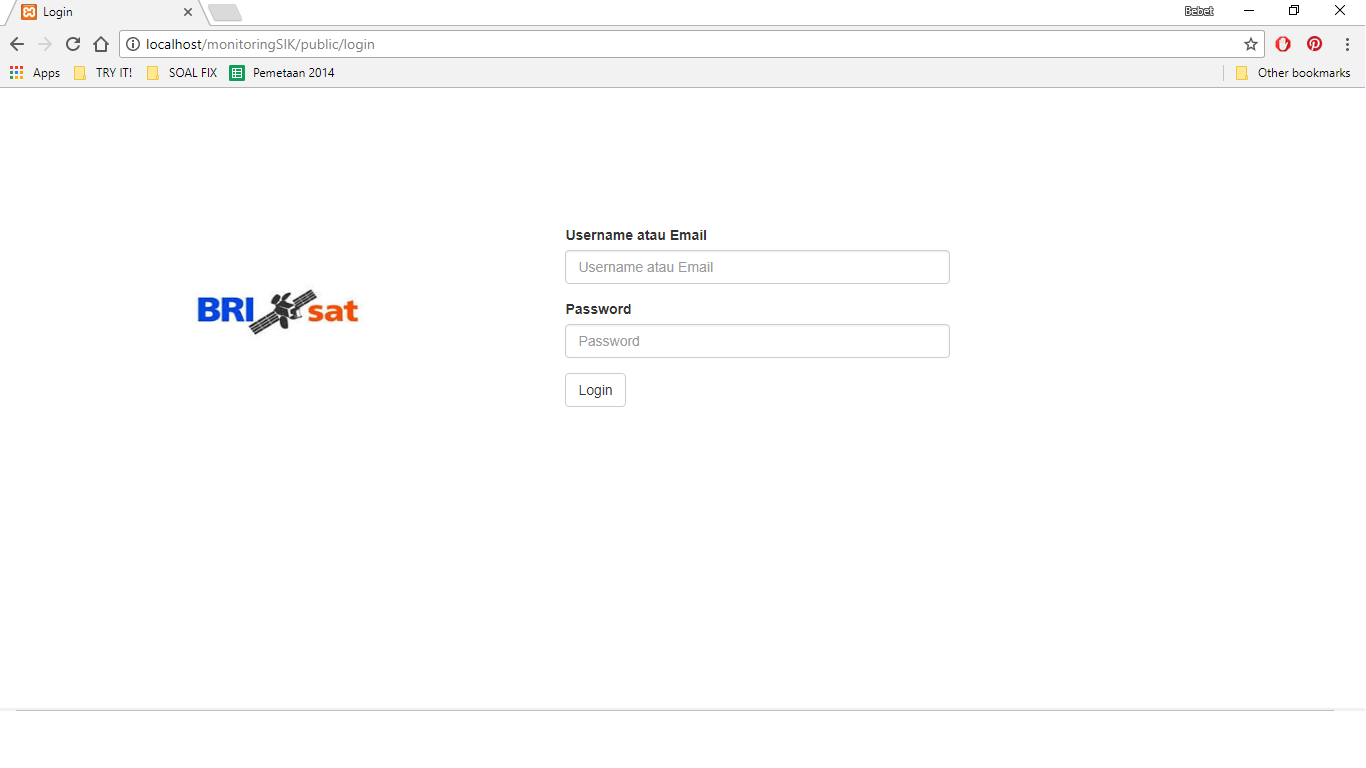 Login
Bebet
localhost/monitoringSIK/public/login
Apps TRY IT! SOAL FIX Pemetaan 2014 Other bookmarks
Username atau Email
Username atau Email
BRI sat
Password
Password
Login